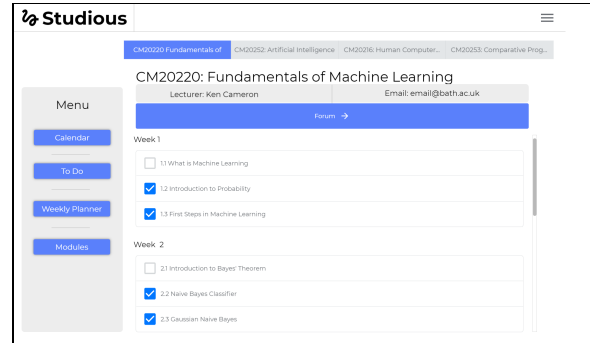 Studious
CM20220 Fundamentals of
CM20252: Artificial Intelligence
CM20216: Human Computer...
CM20253: Comparative Prog...
CM20220: Fundamentals of Machine Learning
Lecturer: Ken Cameron
Email: email@bath.ac.uk
Forum →
Menu
Calendar
To Do
Weekly Planner
Modules
Week 1
1.1 What is Machine Learning
1.2 Introduction to Probability
1.3 First Steps in Machine Learning
Week 2
2.1 Introduction to Bayes' Theorem
2.2 Naive Bayes Classifier
2.3 Gaussian Naive Bayes